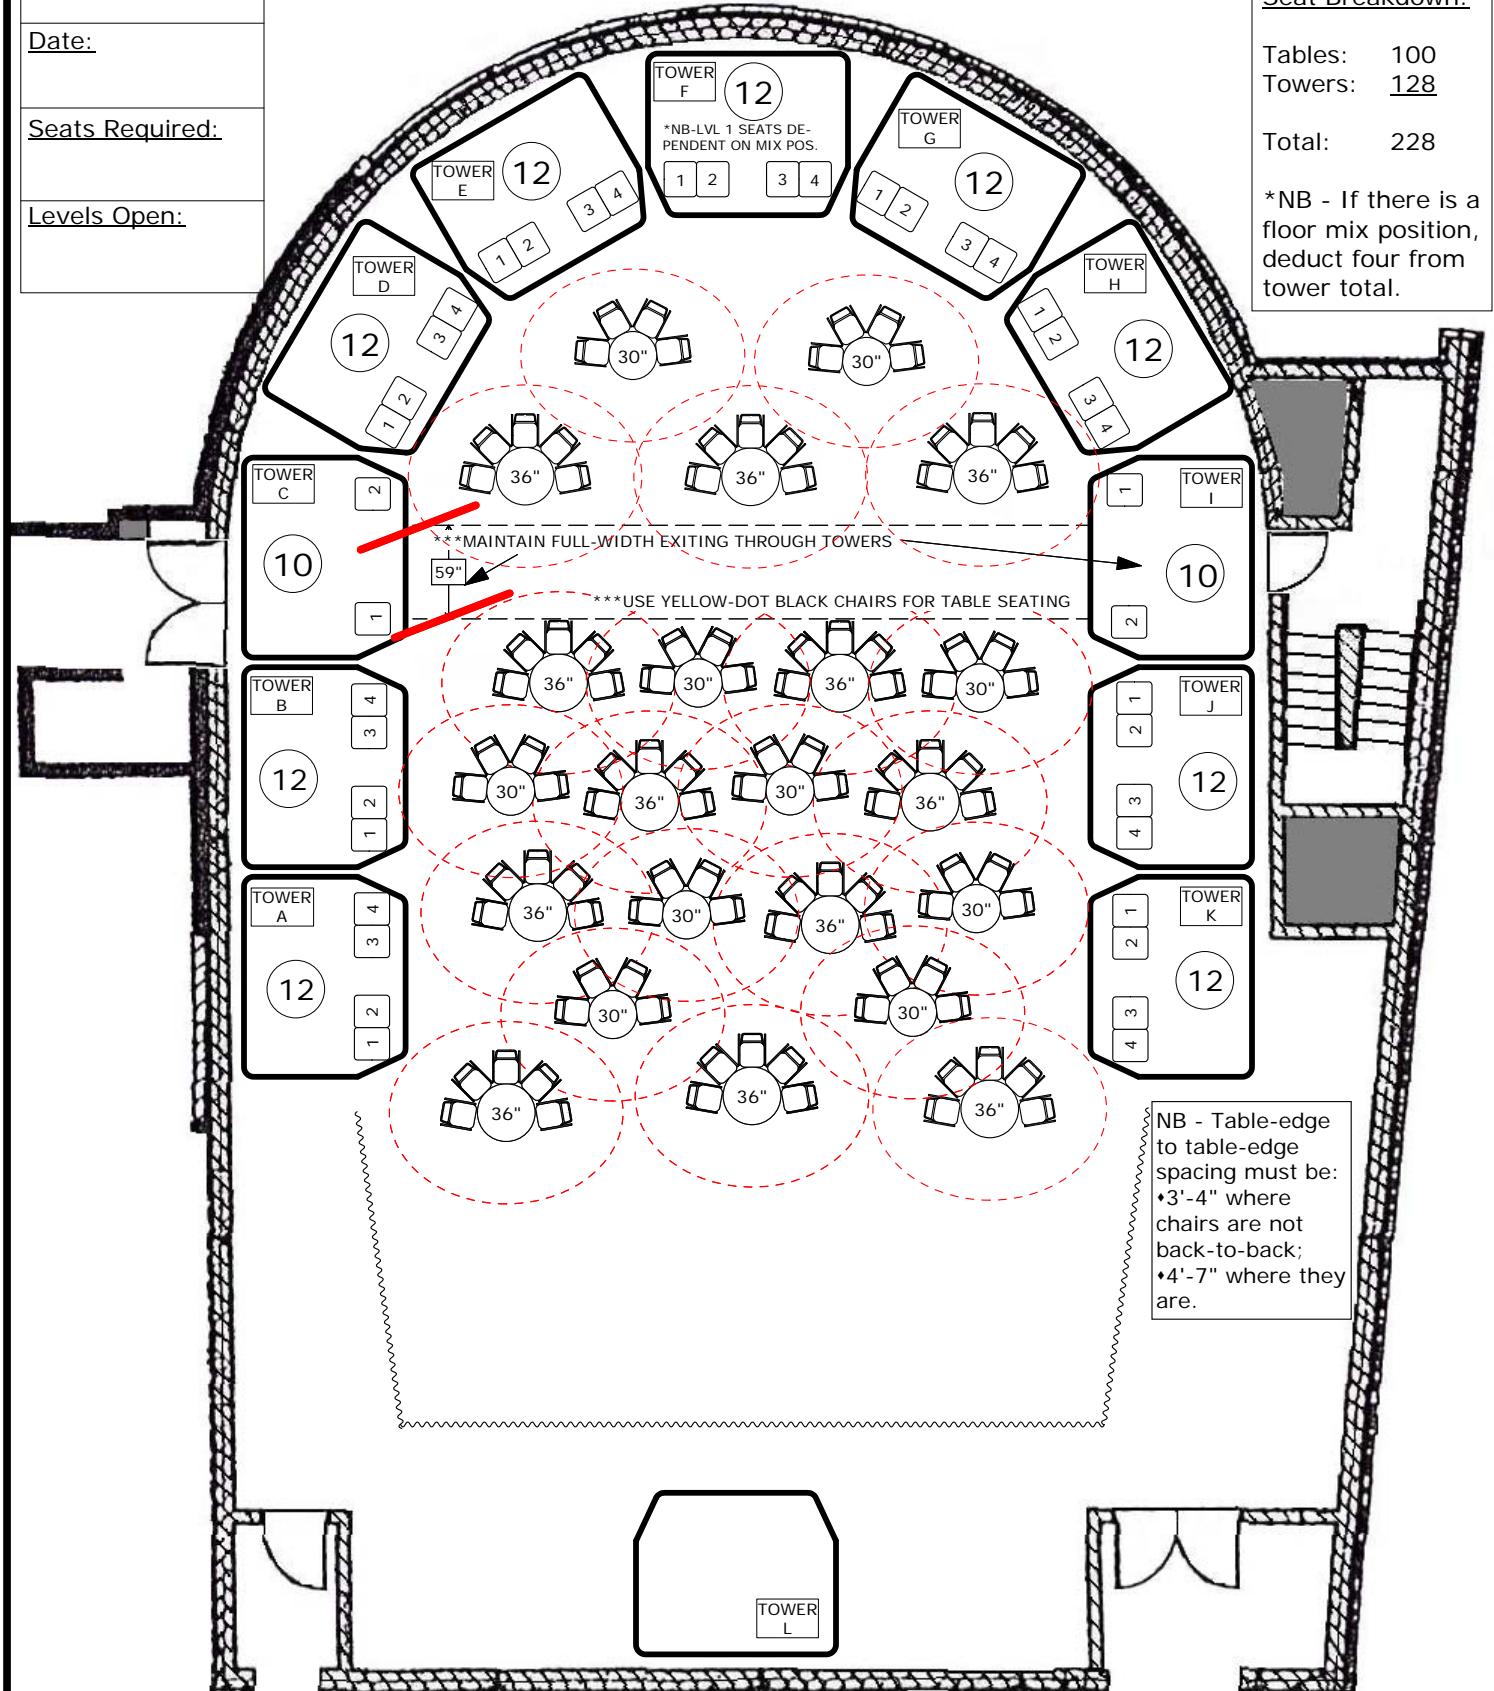 Seat Breakdown:
Date:
Seats Required:
Levels Open:
Tables: 100
Towers: 128
Total: 228
*NB - If there is a
floor mix position,
deduct four from
tower total.
TOWER
F
12
*NB-LVL 1 SEATS DE-
PENDENT ON MIX POS.
1 2 3 4
TOWER
E
12
1 2 3 4
TOWER
G
12
1 2 3 4
TOWER
D
12
1 2 3 4
TOWER
H
12
1 2 3 4
30" 30"
36" 36" 36"
TOWER
C
10
2
1
TOWER
I
10
1
2
***MAINTAIN FULL-WIDTH EXITING THROUGH TOWERS
59"
***USE YELLOW-DOT BLACK CHAIRS FOR TABLE SEATING
36" 30" 36" 30"
TOWER
B
12
4
3
2
1
TOWER
J
12
1
2
3
4
30" 36" 30" 36"
36" 30" 36" 30"
TOWER
A
12
4
3
2
1
TOWER
K
12
1
2
3
4
30" 30"
36" 36" 36"
NB - Table-edge
to table-edge
spacing must be:
♦3'-4" where
chairs are not
back-to-back;
♦4'-7" where they
are.
TOWER
L